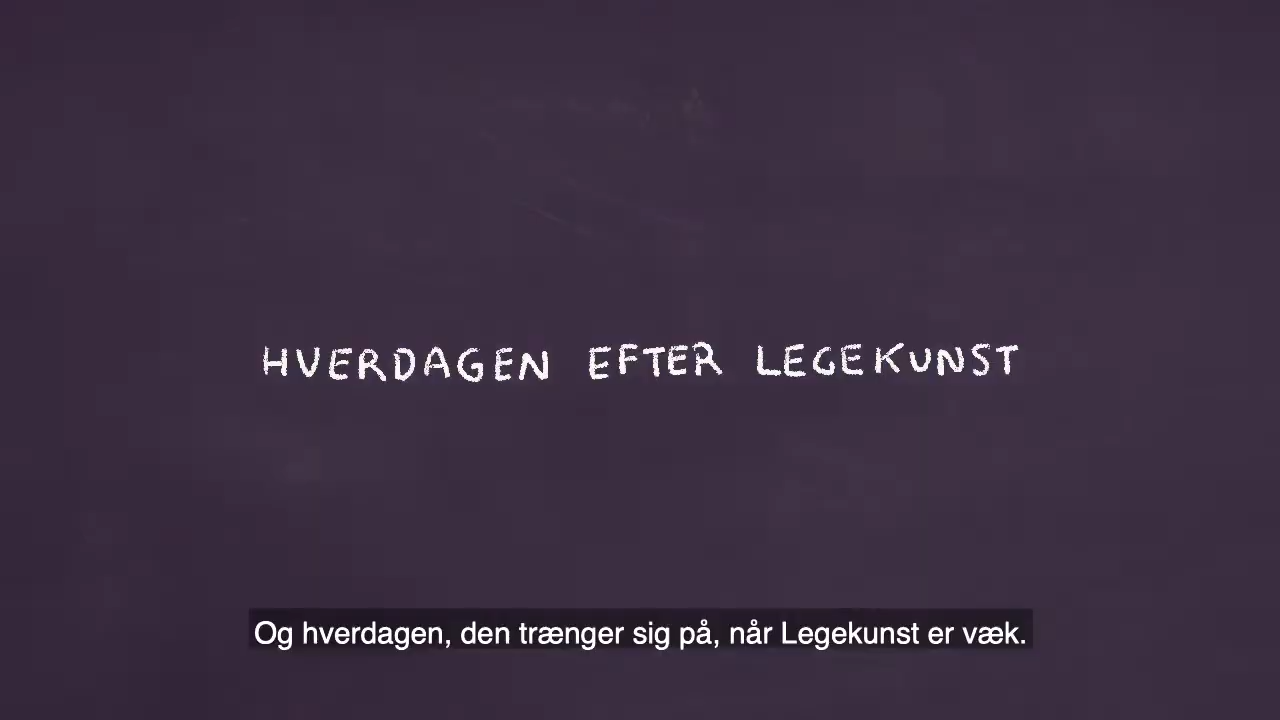 HVERDAGEN EFTER LEGEKUNST
Og hverdagen, den trænger sig på, når Legekunst er væk.